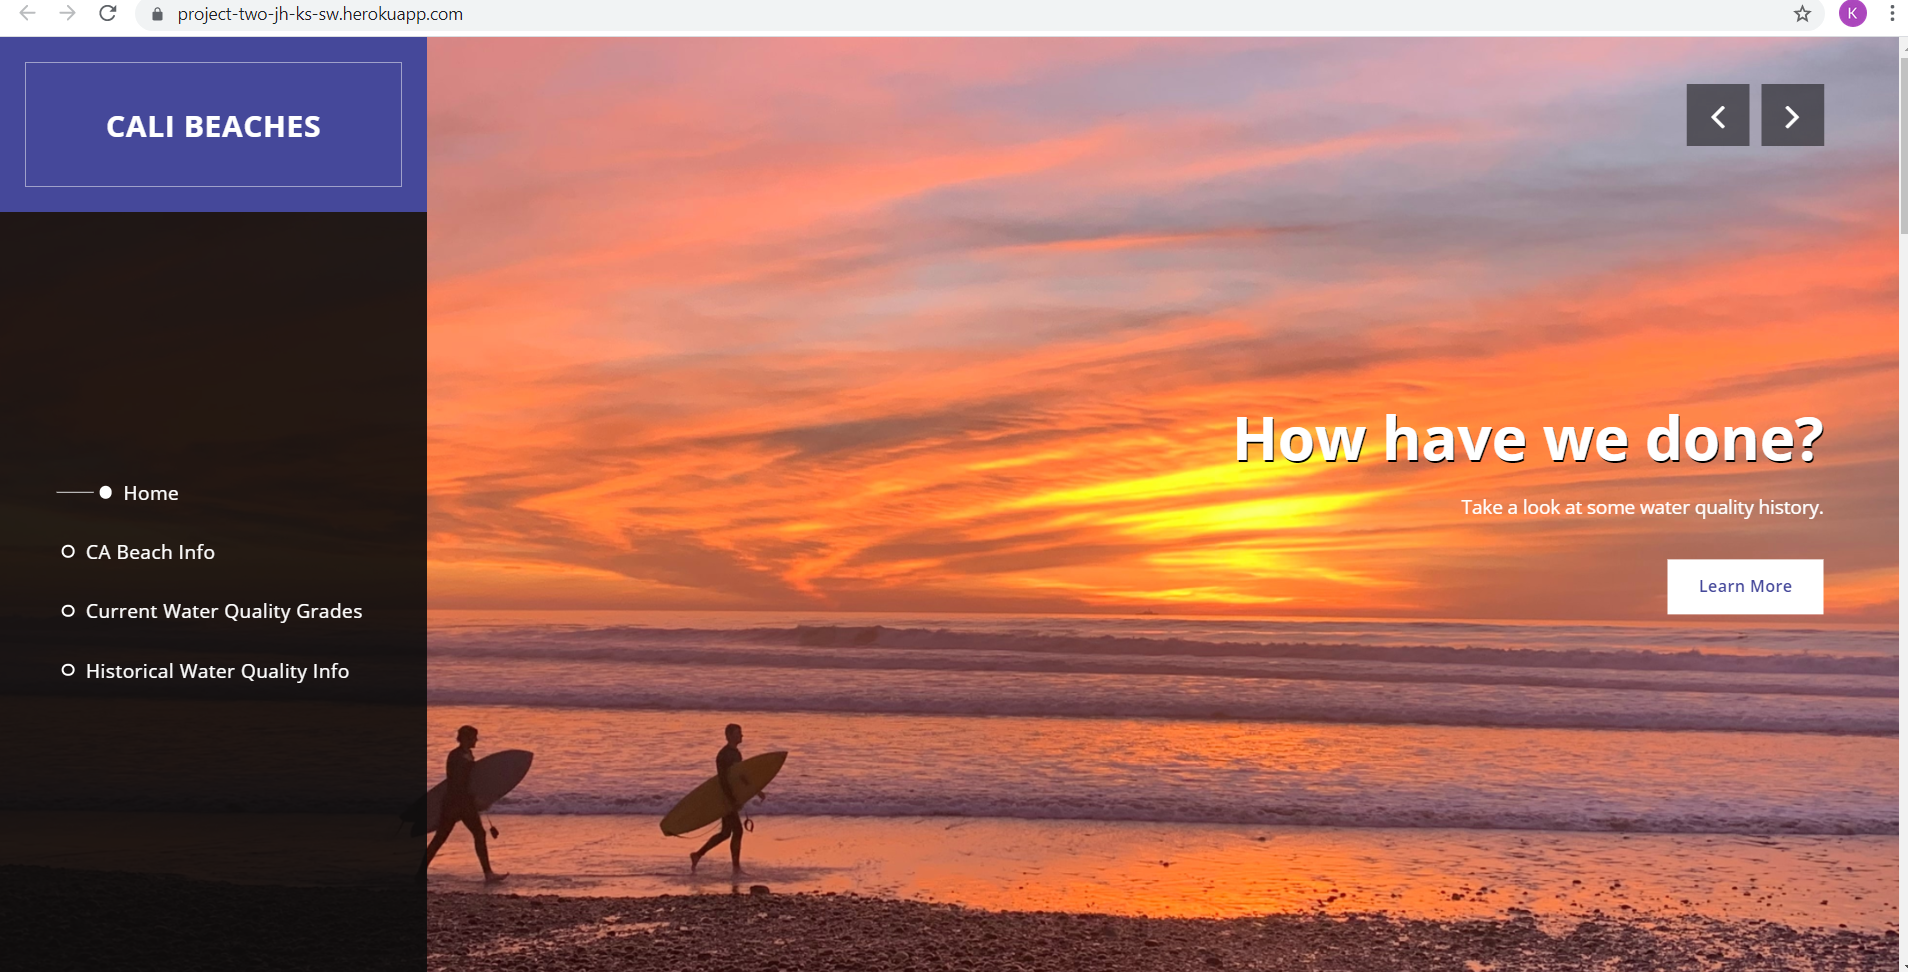 project-two-jh-ks-sw.herokuapp.com
K
CALI BEACHES
Home
CA Beach Info
Current Water Quality Grades
Historical Water Quality Info
How have we done?
Take a look at some water quality history.
Learn More